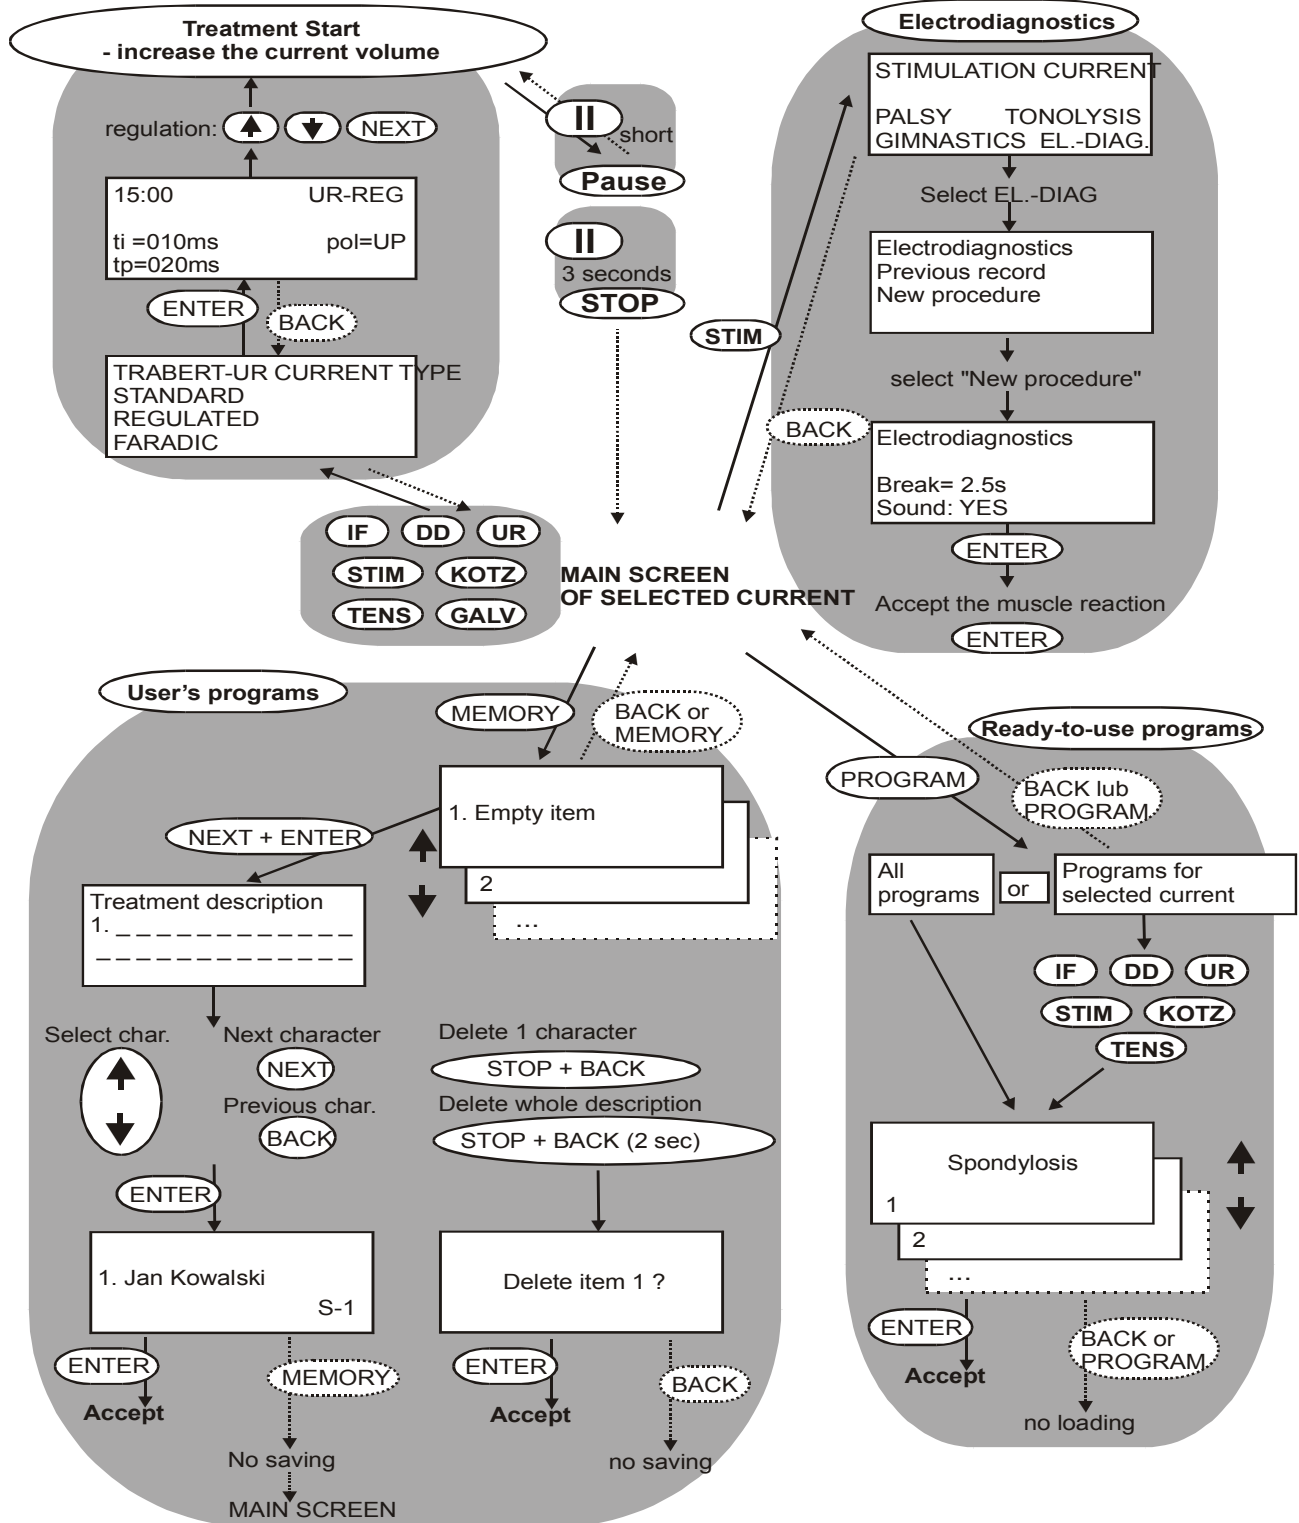 Treatment Start
- increase the current volume
regulation:
NEXT
15:00 UR-REG
ti =010ms pol=UP
tp=020ms
ENTER
BACK
TRABERT-UR CURRENT TYPE
STANDARD
REGULATED
FARADIC
II
short
Pause
II
3 seconds
STOP
IF DD UR
STIM KOTZ
TENS GALV
MAIN SCREEN
OF SELECTED CURRENT
STIM
BACK
Electrodiagnostics
STIMULATION CURRENT
PALSY TONOLYSIS
GIMNASTICS EL.-DIAG.
Select EL.-DIAG
Electrodiagnostics
Previous record
New procedure
select "New procedure"
Electrodiagnostics
Break= 2.5s
Sound: YES
ENTER
Accept the muscle reaction
ENTER
User's programs
MEMORY
BACK or
MEMORY
1. Empty item
2
...
NEXT + ENTER
Treatment description
1. _ _ _ _ _ _ _ _ _ _ _ _
_ _ _ _ _ _ _ _ _ _ _ _ _
Select char.
Next character
NEXT
Previous char.
BACK
Delete 1 character
STOP + BACK
Delete whole description
STOP + BACK (2 sec)
ENTER
1. Jan Kowalski
S-1
ENTER
Accept
MEMORY
No saving
MAIN SCREEN
Delete item 1 ?
ENTER
Accept
BACK
no saving
Ready-to-use programs
PROGRAM
BACK lub
PROGRAM
All
programs
or
Programs for
selected current
IF DD UR
STIM KOTZ
TENS
Spondylosis
1
2
...
ENTER
Accept
BACK or
PROGRAM
no loading